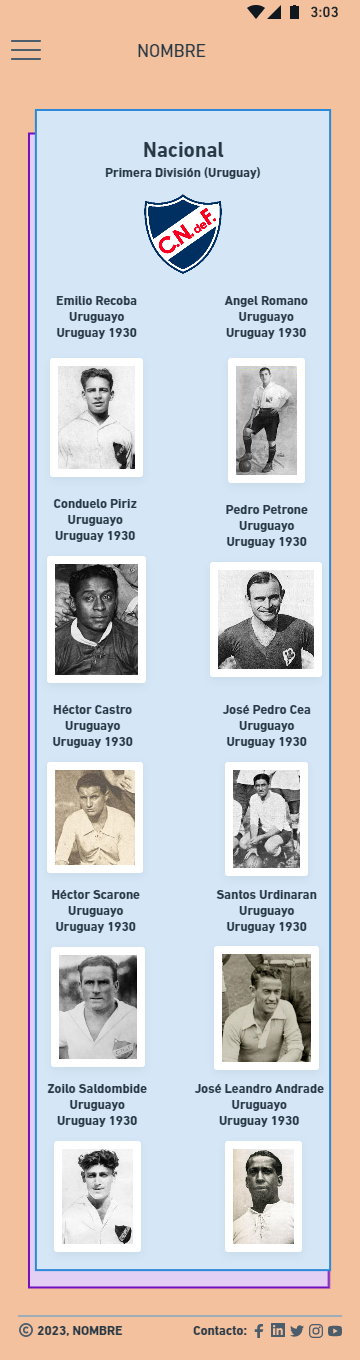 3:03
NOMBRE
Nacional
Primera División (Uruguay)
C.N. de F.
Emilio Recoba
Uruguayo
Uruguay 1930
Angel Romano
Uruguayo
Uruguay 1930
Conduelo Piriz
Uruguayo
Uruguay 1930
Pedro Petrone
Uruguayo
Uruguay 1930
Héctor Castro
Uruguayo
Uruguay 1930
José Pedro Cea
Uruguayo
Uruguay 1930
Héctor Scarone
Uruguayo
Uruguay 1930
Santos Urdinaran
Uruguayo
Uruguay 1930
Zoilo Saldombide
Uruguayo
Uruguay 1930
José Leandro Andrade
Uruguayo
Uruguay 1930
© 2023, NOMBRE
Contacto: